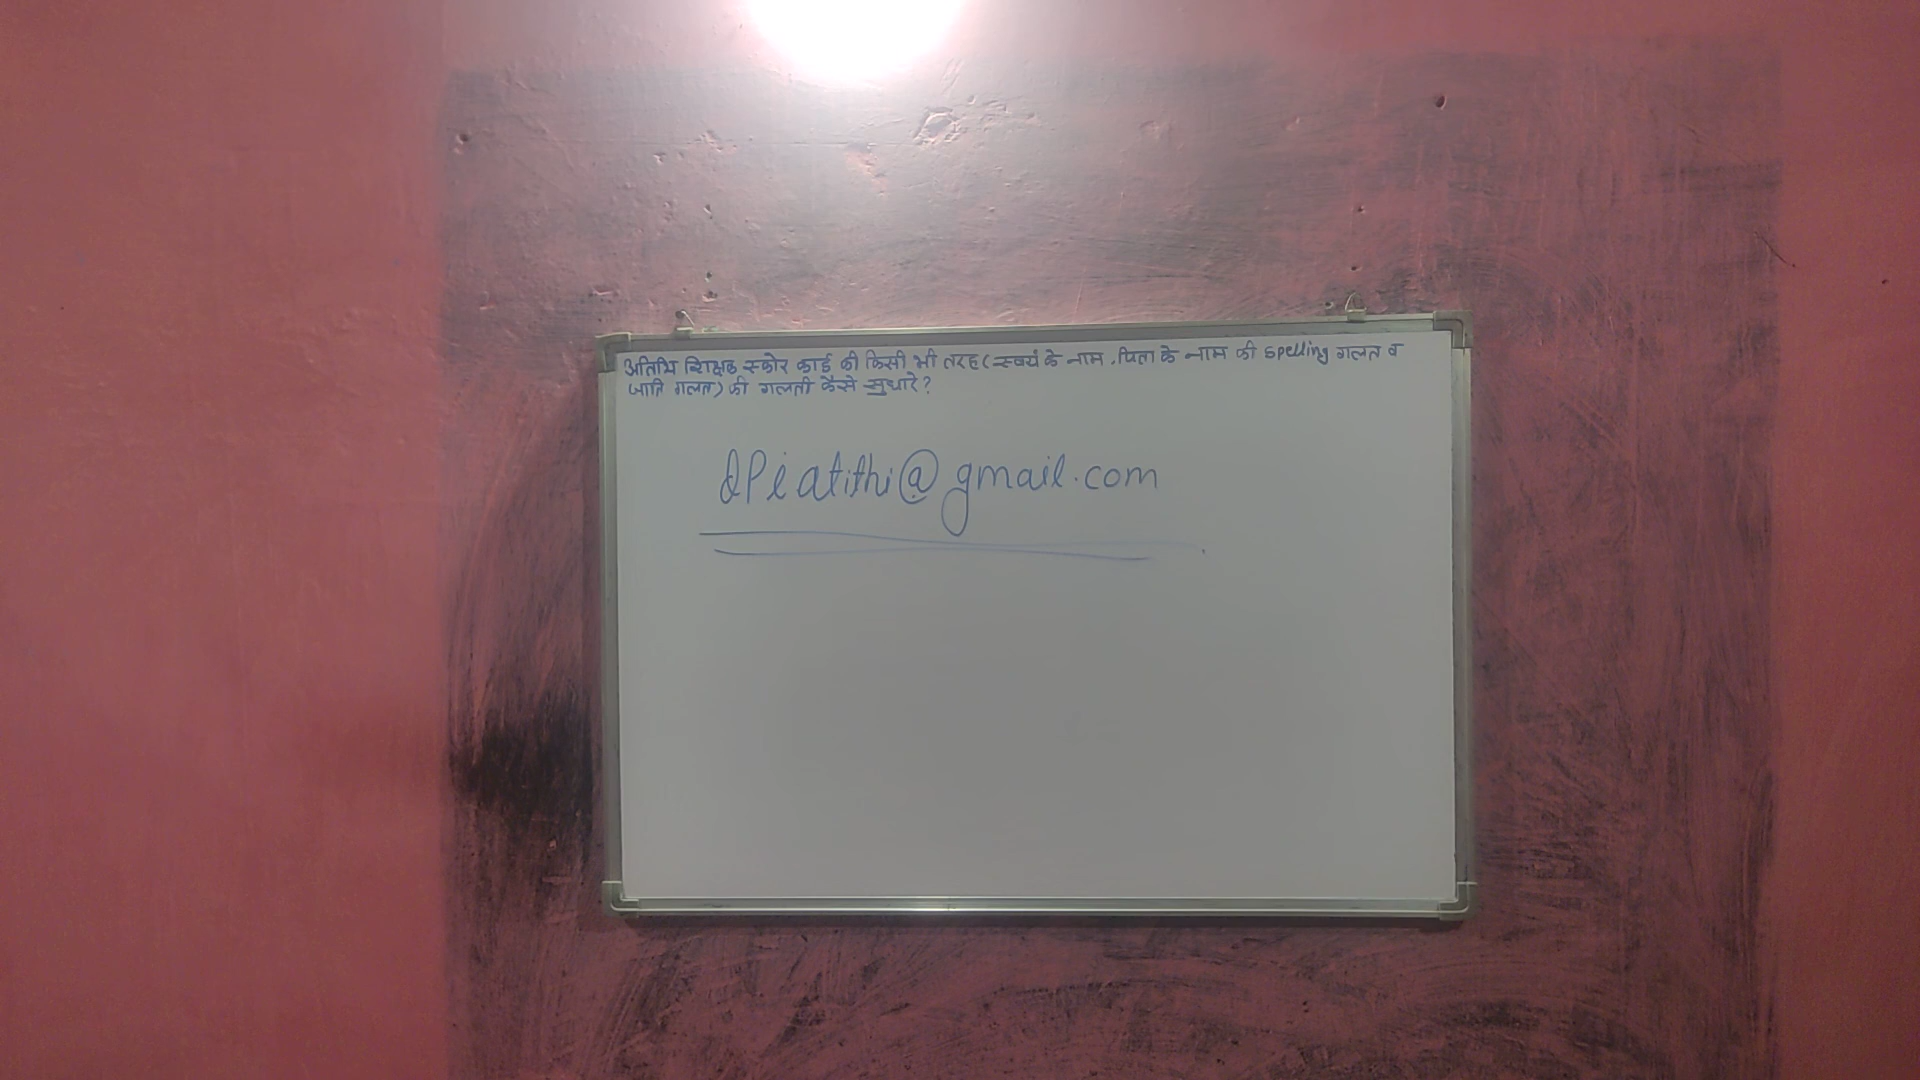 अतिथि शिक्षक स्कोर कार्ड की किसी भी तरह (स्वयं के नाम, पिता के नाम की spelling गलत व
जाति गलत) की गलती कैसे सुधारे?
dPiatithi@gmail.com